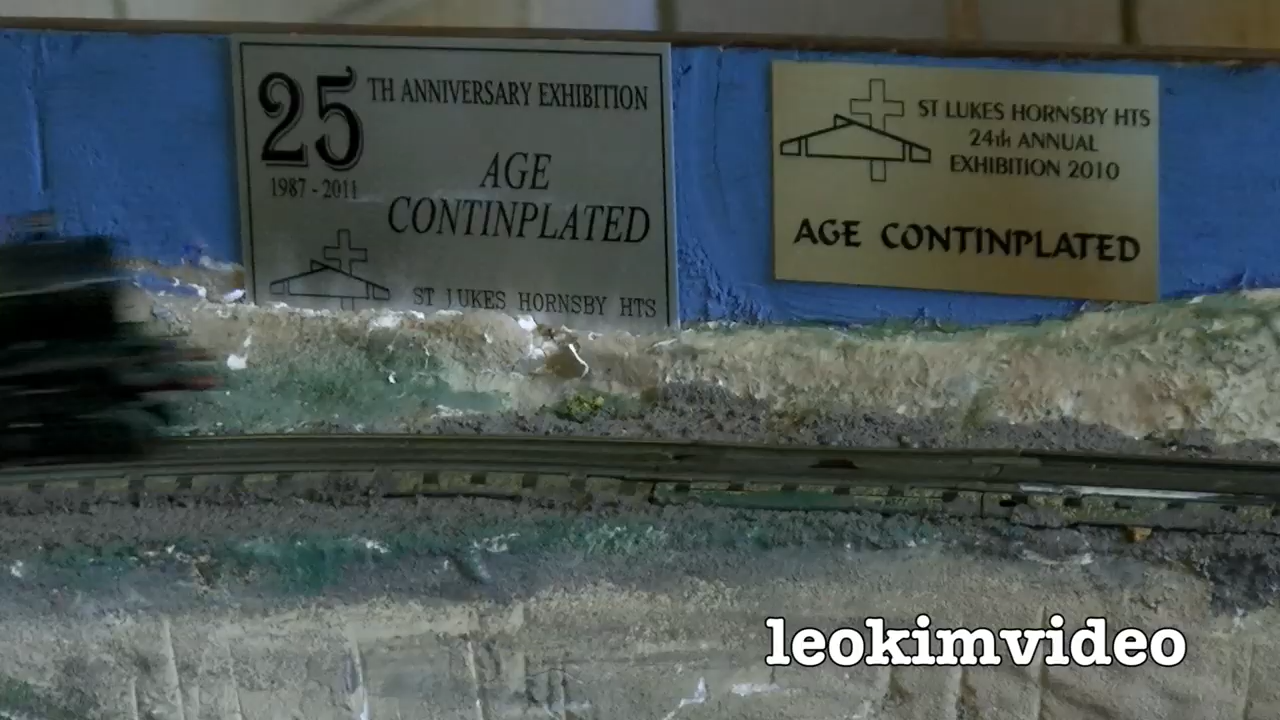 25 TH ANNIVERSARY EXHIBITION
1987 - 2011
AGE
CONTINPLATED
ST LUKES HORNSBY HTS
ST LUKES HORNSBY HTS
24th ANNUAL
EXHIBITION 2010
AGE CONTINPLATED
leokimvideo